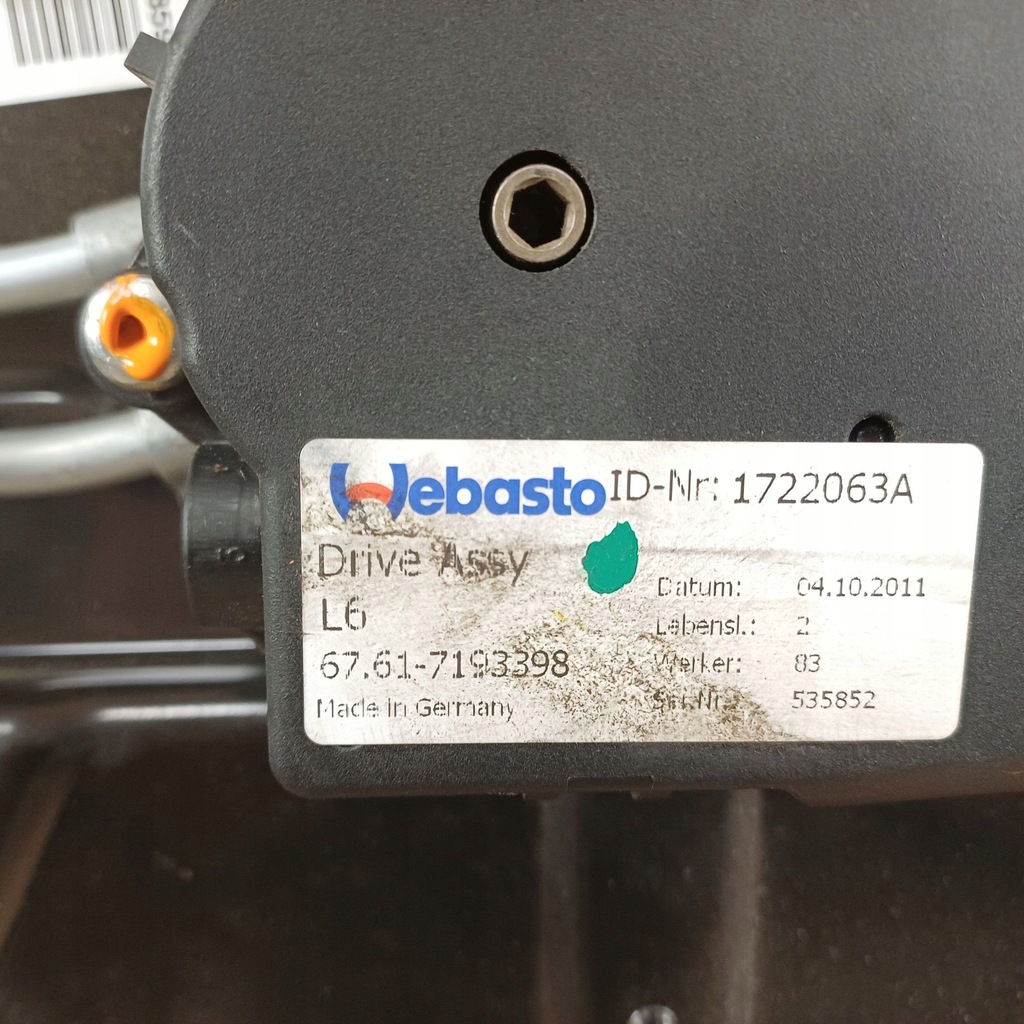 Webasto ID-Nr: 1722063A
Drive Assy
L6
67.61-7193398
Made in Germany
Datum: 04.10.2011
Lebensl.: 2
Werker: 83
535852